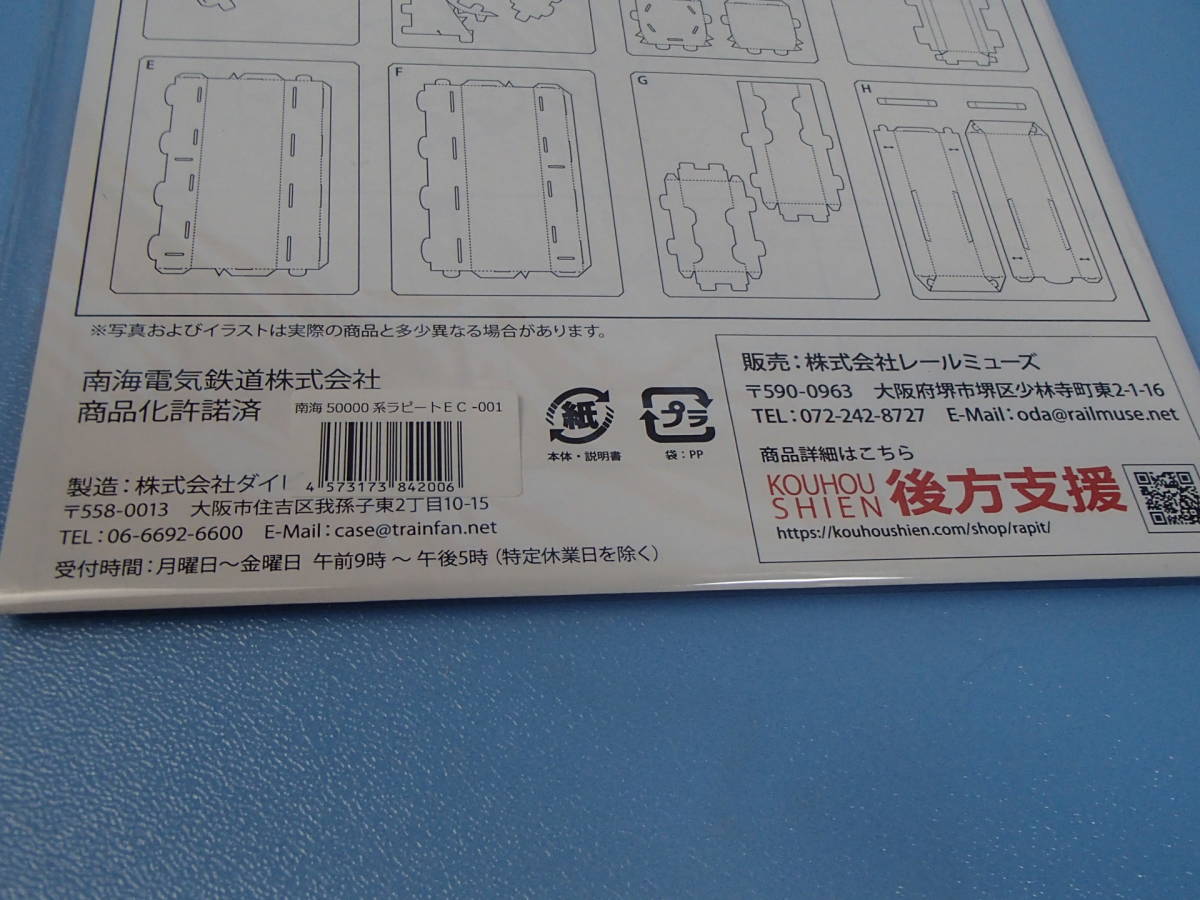 E
F
G
H
※写真およびイラストは実際の商品と多少異なる場合があります。
南海電気鉄道株式会社
商品化許諾済
南海 50000 系ラピートEC-001
4 573173 842006
製造：株式会社ダイ
〒558-0013 大阪市住吉区我孫子東2丁目10-15
TEL：06-6692-6600 E-Mail：case@trainfan.net
受付時間：月曜日～金曜日 午前9時 ～ 午後5時（特定休業日を除く）
紙
本体・説明書
プラ
袋：PP
販売：株式会社レールミューズ
〒590-0963 大阪府堺市堺区少林寺町東2-1-16
TEL：072-242-8727 E-Mail：oda@railmuse.net
商品詳細はこちら
KOUHOU
SHIEN
後方支援
https://kouhoushien.com/shop/rapit/